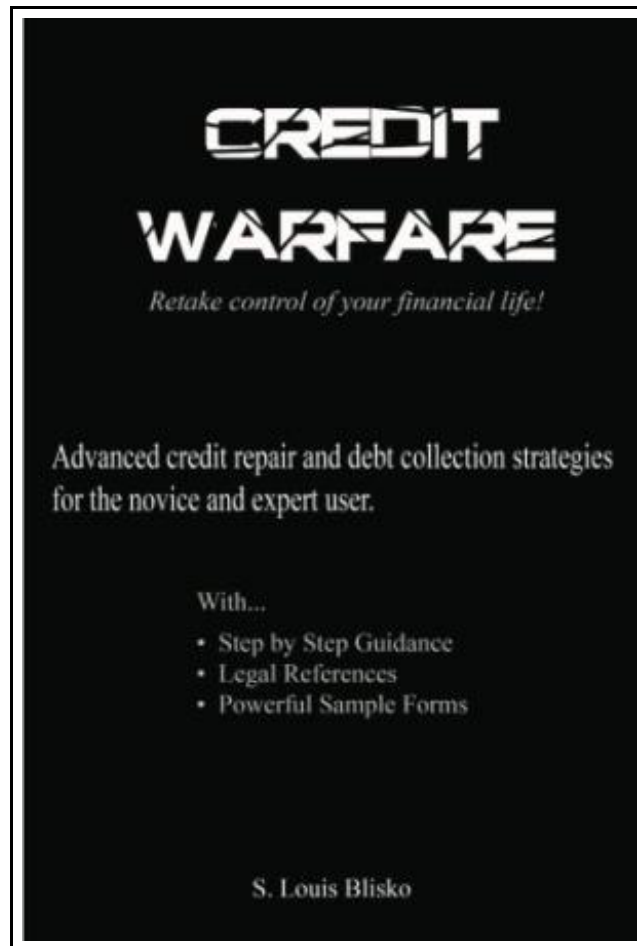 CREDIT
WARFARE
Retake control of your financial life!
Advanced credit repair and debt collection strategies
for the novice and expert user.
With...
• Step by Step Guidance
• Legal References
• Powerful Sample Forms
S. Louis Blisko